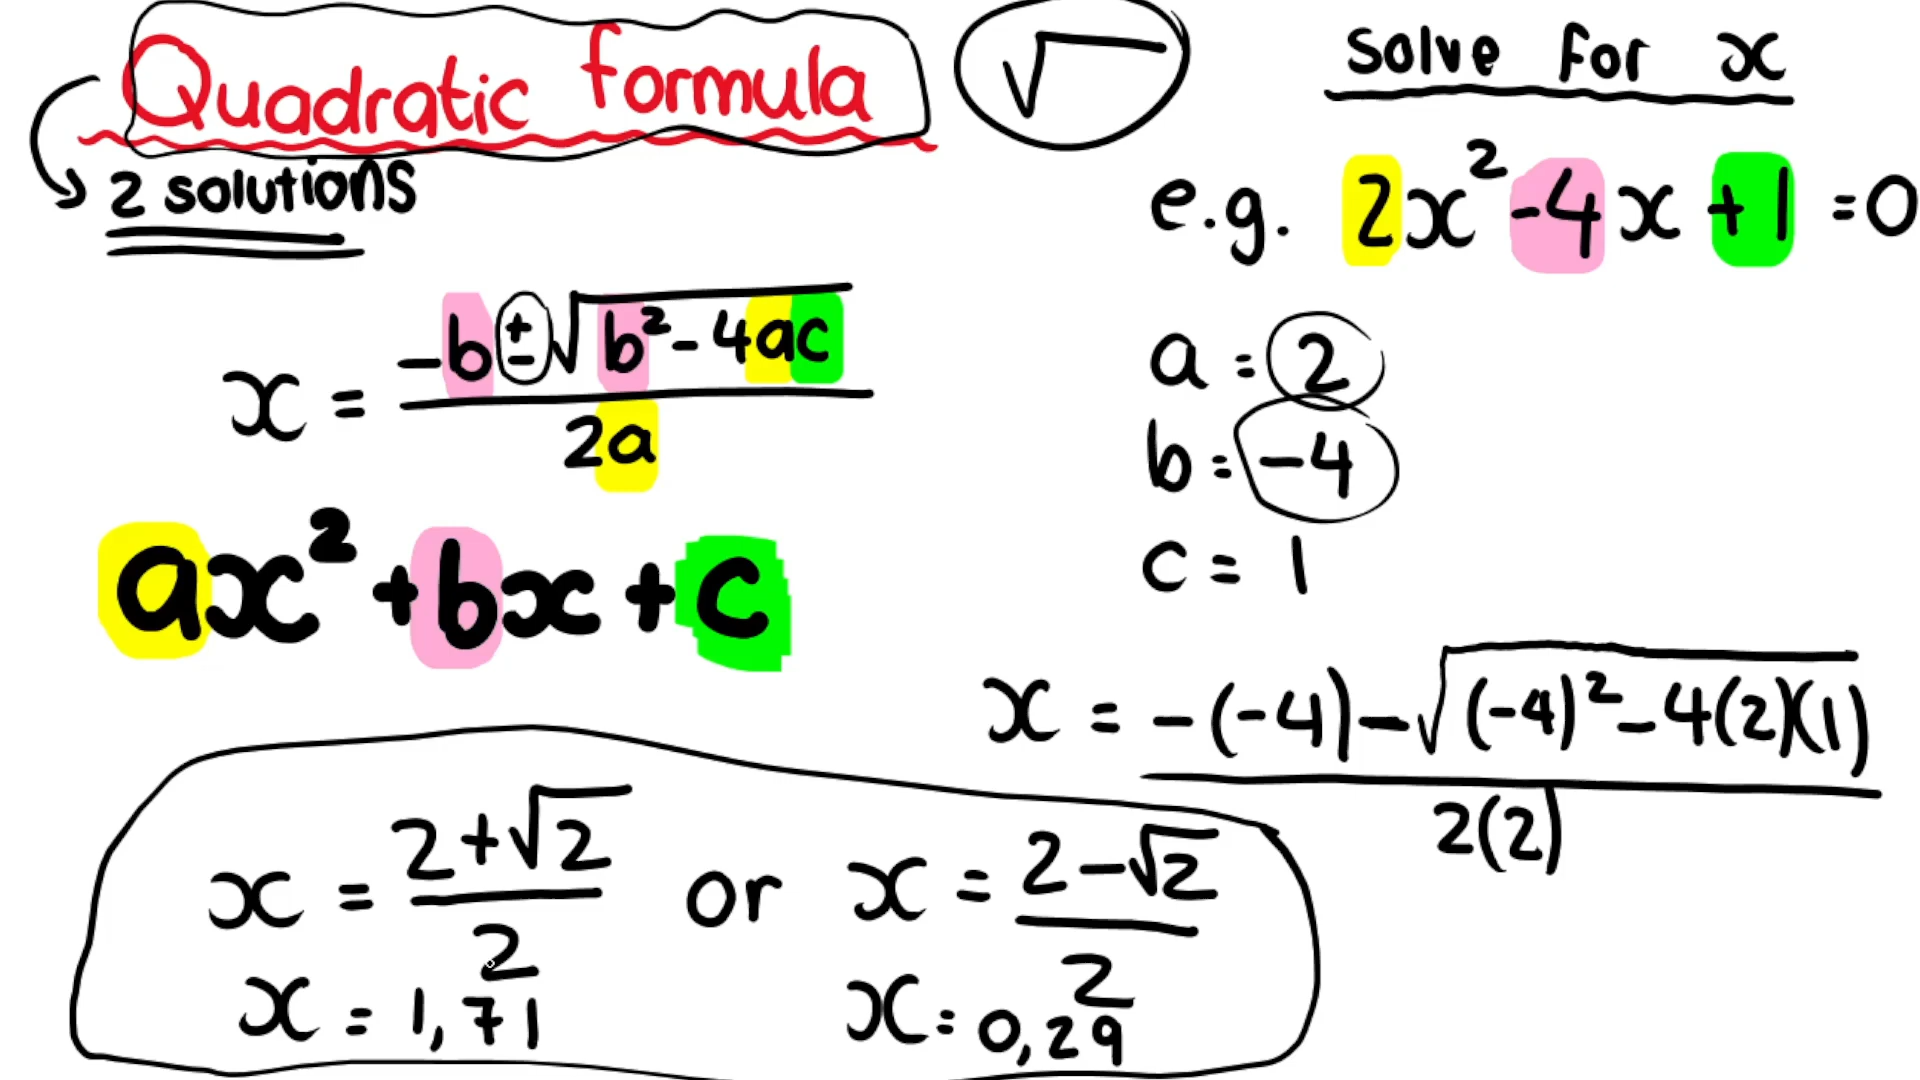 Quadratic formula
2 solutions
x = -b ± √b² - 4ac
2a
ax² + bx + c
√
Solve for x
e.g. 2x² - 4x + 1 = 0
a = 2
b = -4
c = 1
x = -(-4) - √(-4)² - 4(2)(1)
2(2)
x = 2 + √2 or x = 2 - √2
2 2
x = 1,71 x = 0,29